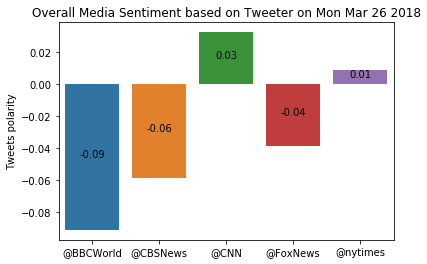 Overall Media Sentiment based on Tweeter on Mon Mar 26 2018
Tweets polarity
0.02
0.00
−0.02
−0.04
−0.06
−0.08
-0.09
-0.06
0.03
-0.04
0.01
@BBCWorld
@CBSNews
@CNN
@FoxNews
@nytimes